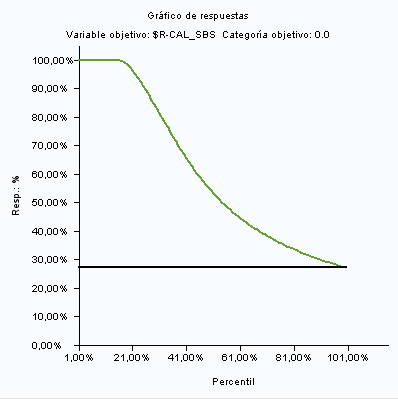 Gráfico de respuestas
Variable objetivo: $R-CAL_SBS Categoría objetivo: 0.0
100,00%
90,00%
80,00%
70,00%
60,00%
50,00%
40,00%
30,00%
20,00%
10,00%
0,00%
Resp.: %
1,00% 21,00% 41,00% 61,00% 81,00% 101,00%
Percentil